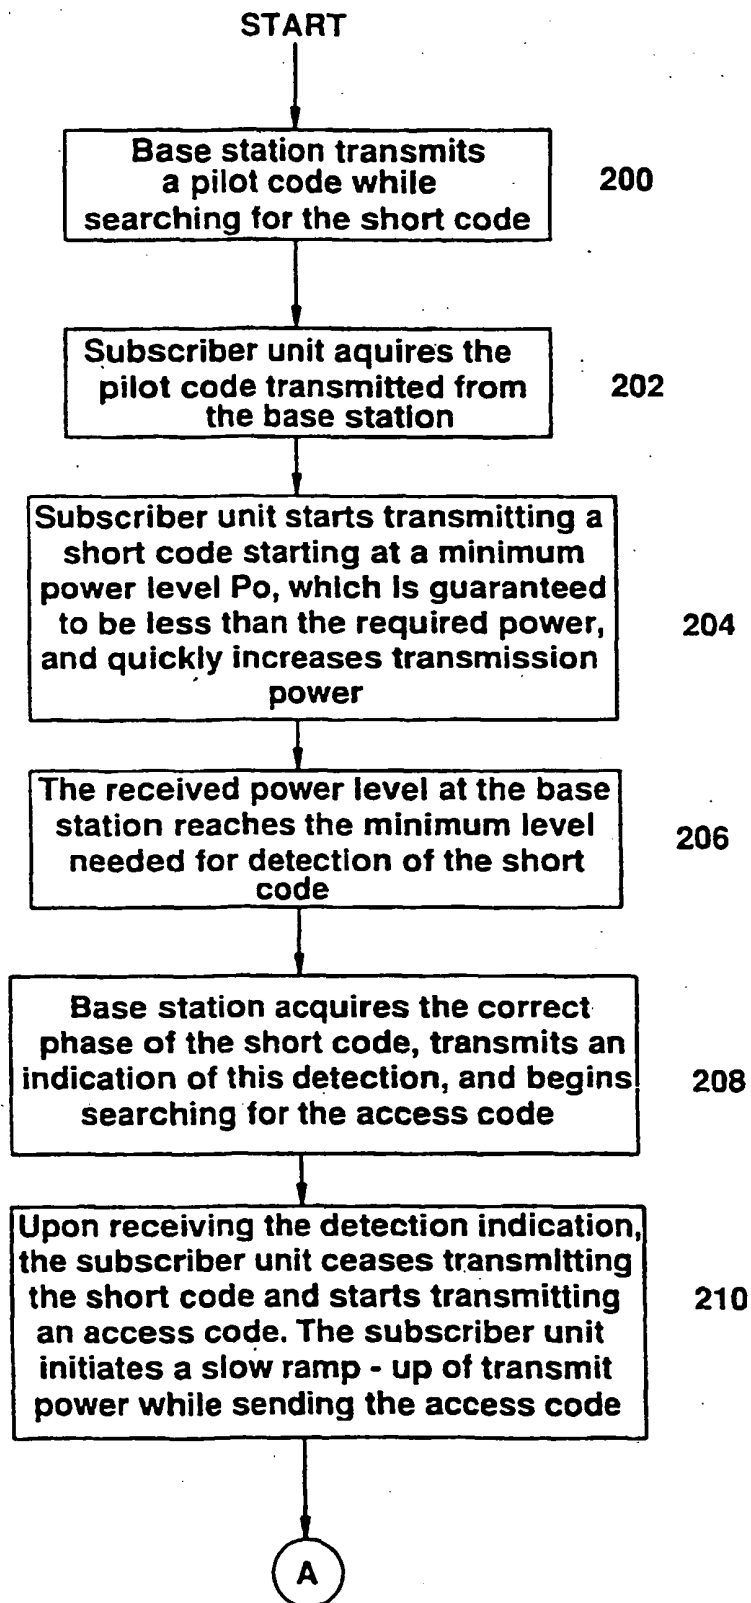 START
Base station transmits
a pilot code while
searching for the short code
200
Subscriber unit aquires the
pilot code transmitted from
the base station
202
Subscriber unit starts transmitting a
short code starting at a minimum
power level Po, which is guaranteed
to be less than the required power,
and quickly increases transmission
power
204
The received power level at the base
station reaches the minimum level
needed for detection of the short
code
206
Base station acquires the correct
phase of the short code, transmits an
indication of this detection, and begins
searching for the access code
208
Upon receiving the detection indication,
the subscriber unit ceases transmitting
the short code and starts transmitting
an access code. The subscriber unit
initiates a slow ramp - up of transmit
power while sending the access code
210
A